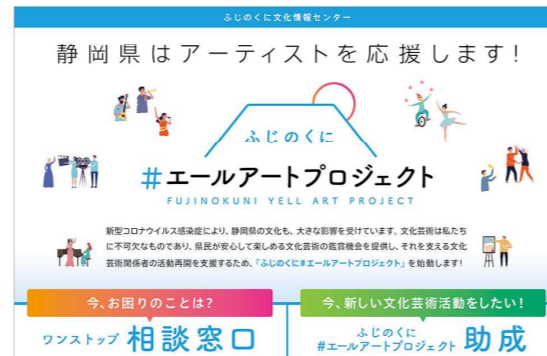 ふじのくに文化情報センター
静岡県はアーティストを応援します!
ふじのくに
#エールアートプロジェクト
FUJINOKUNI YELL ART PROJECT
新型コロナウイルス感染症により、静岡県の文化も、大きな影響を受けています。文化芸術は私たち
に不可欠なものであり、県民が安心して楽しめる文化芸術の鑑賞機会を提供し、それを支える文化
芸術関係者の活動再開を支援するため、「ふじのくに#エールアートプロジェクト」を始動します!
今、お困りのことは?
ワンストップ 相談窓口
今、新しい文化芸術活動をしたい!
ふじのくに
#エールアートプロジェクト 助成